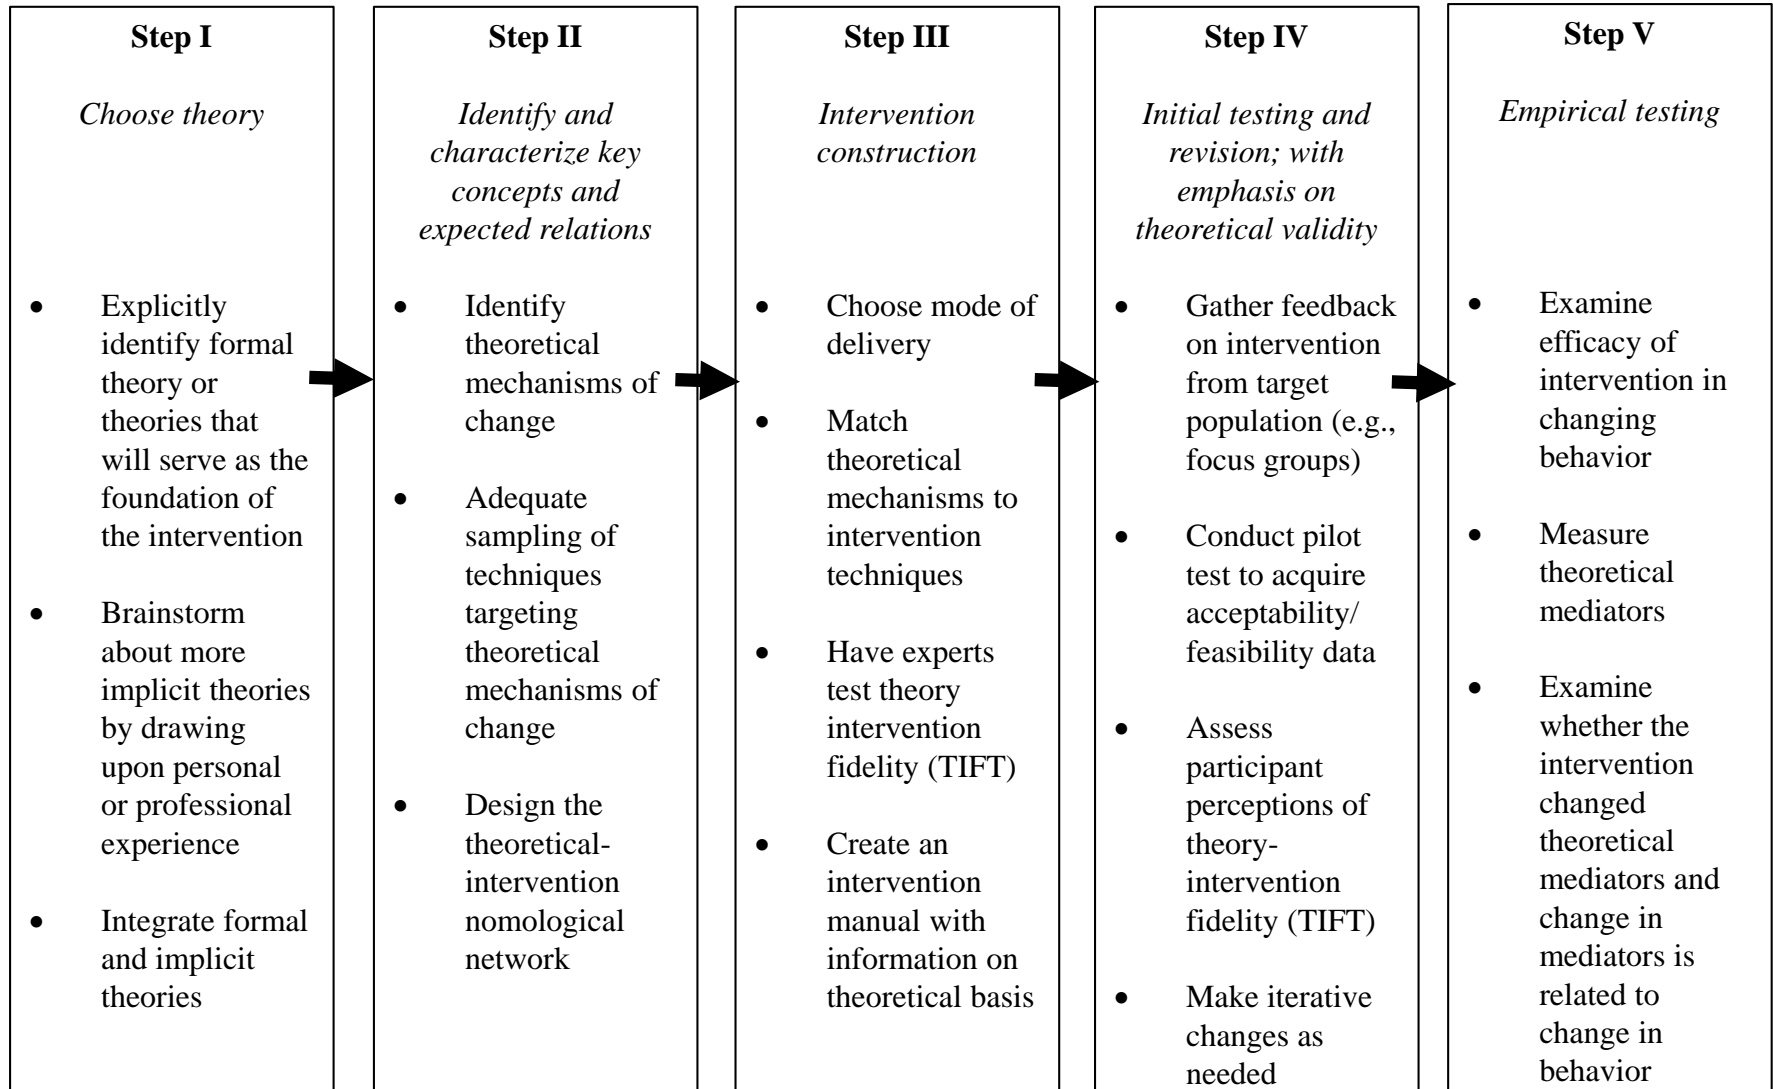 Step I
Choose theory
• Explicitly
identify formal
theory or
theories that
will serve as the
foundation of
the intervention
• Brainstorm
about more
implicit theories
by drawing
upon personal
or professional
experience
• Integrate formal
and implicit
theories
Step II
Identify and
characterize key
concepts and
expected relations
• Identify
theoretical
mechanisms of
change
• Adequate
sampling of
techniques
targeting
theoretical
mechanisms of
change
• Design the
theoretical-
intervention
nomological
network
Step III
Intervention
construction
• Choose mode of
delivery
• Match
theoretical
mechanisms to
intervention
techniques
• Have experts
test theory
intervention
fidelity (TIFT)
• Create an
intervention
manual with
information on
theoretical basis
Step IV
Initial testing and
revision; with
emphasis on
theoretical validity
• Gather feedback
on intervention
from target
population (e.g.,
focus groups)
• Conduct pilot
test to acquire
acceptability/
feasibility data
• Assess
participant
perceptions of
theory-
intervention
fidelity (TIFT)
• Make iterative
changes as
needed
Step V
Empirical testing
• Examine
efficacy of
intervention in
changing
behavior
• Measure
theoretical
mediators
• Examine
whether the
intervention
changed
theoretical
mediators and
change in
mediators is
related to
change in
behavior